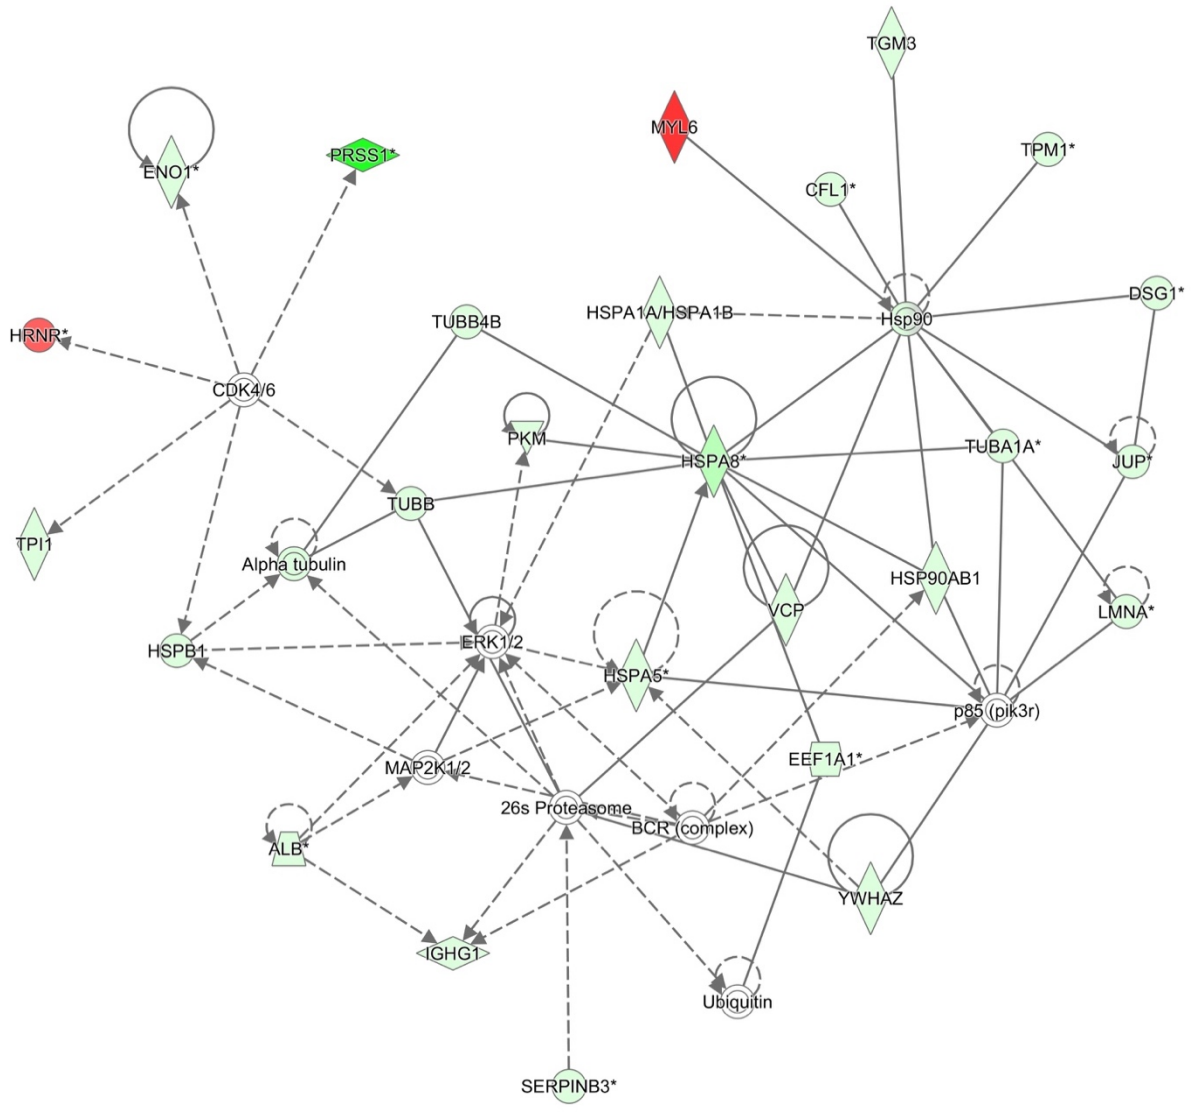 TGM3
MYL6
TPM1*
PRSS1*
ENO1*
CFL1*
DSG1*
HSPA1A/HSPA1B
Hsp90
TUBB4B
HRNR*
CDK4/6
PKM
TUBA1A*
HSPA8*
JUP*
TUBB
TPI1
Alpha tubulin
HSP90AB1
VCP
LMNA*
ERK1/2
HSPB1
HSPA5*
p85 (pik3r)
EEF1A1*
MAP2K1/2
26s Proteasome
BCR (complex)
ALB*
YWHAZ
IGHG1
Ubiquitin
SERPINB3*